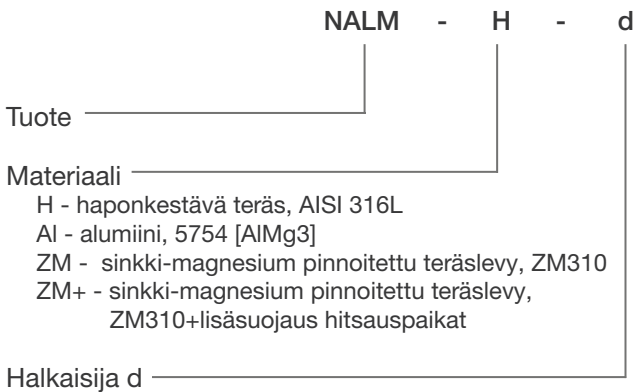 NALM - H - d
Tuote
Materiaali
H - haponkestävä teräs, AISI 316L
Al - alumiini, 5754 [AlMg3]
ZM - sinkki-magnesium pinnoitettu teräslevy, ZM310
ZM+ - sinkki-magnesium pinnoitettu teräslevy,
ZM310+lisäsuojaus hitsauspaikat
Halkaisija d